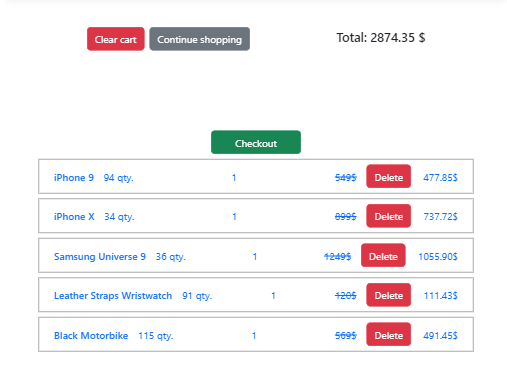 Clear cart Continue shopping Total: 2874.35 $
Checkout
iPhone 9 94 qty. 1 549$ Delete 477.85$
iPhone X 34 qty. 1 899$ Delete 737.72$
Samsung Universe 9 36 qty. 1 1249$ Delete 1055.90$
Leather Straps Wristwatch 91 qty. 1 120$ Delete 111.43$
Black Motorbike 115 qty. 1 569$ Delete 491.45$